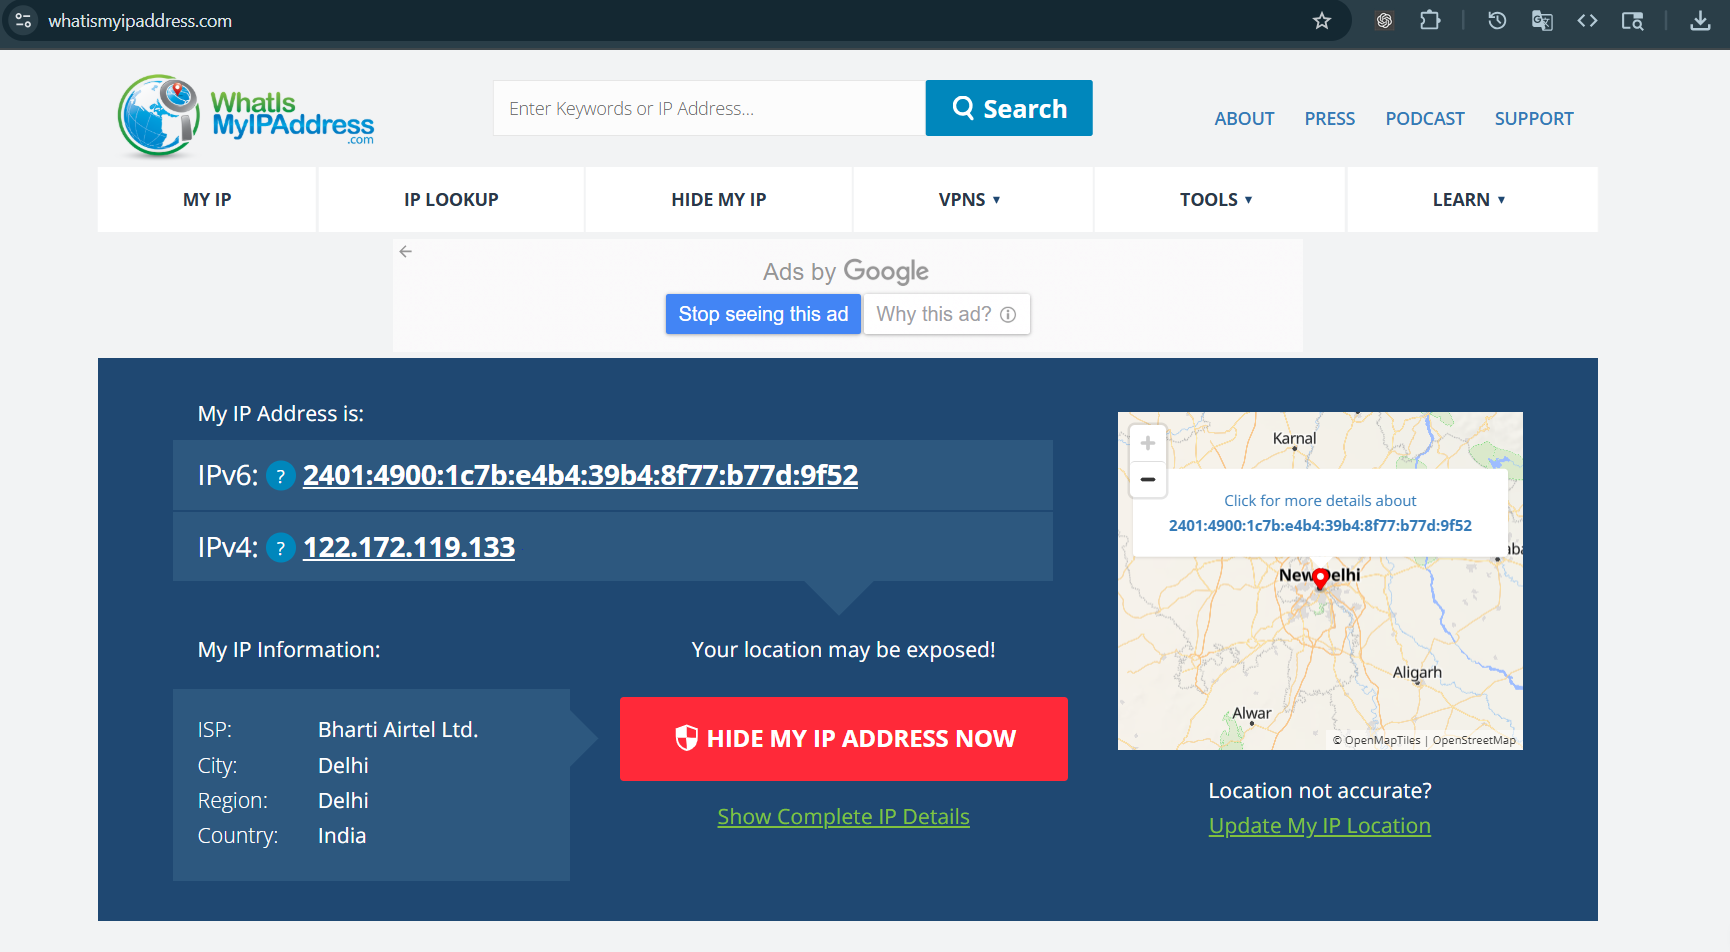 whatismyipaddress.com
WhatIs
MyIPAddress
.com
Enter Keywords or IP Address...
Search
ABOUT PRESS PODCAST SUPPORT
MY IP IP LOOKUP HIDE MY IP VPNS ▾ TOOLS ▾ LEARN ▾
Ads by Google
Stop seeing this ad Why this ad?
My IP Address is:
IPv6: ? 2401:4900:1c7b:e4b4:39b4:8f77:b77d:9f52
IPv4: ? 122.172.119.133
My IP Information:
ISP: Bharti Airtel Ltd.
City: Delhi
Region: Delhi
Country: India
Your location may be exposed!
HIDE MY IP ADDRESS NOW
Show Complete IP Details
Karnal
Click for more details about
2401:4900:1c7b:e4b4:39b4:8f77:b77d:9f52
New Delhi
Aligarh
Alwar
© OpenMapTiles | OpenStreetMap
Location not accurate?
Update My IP Location